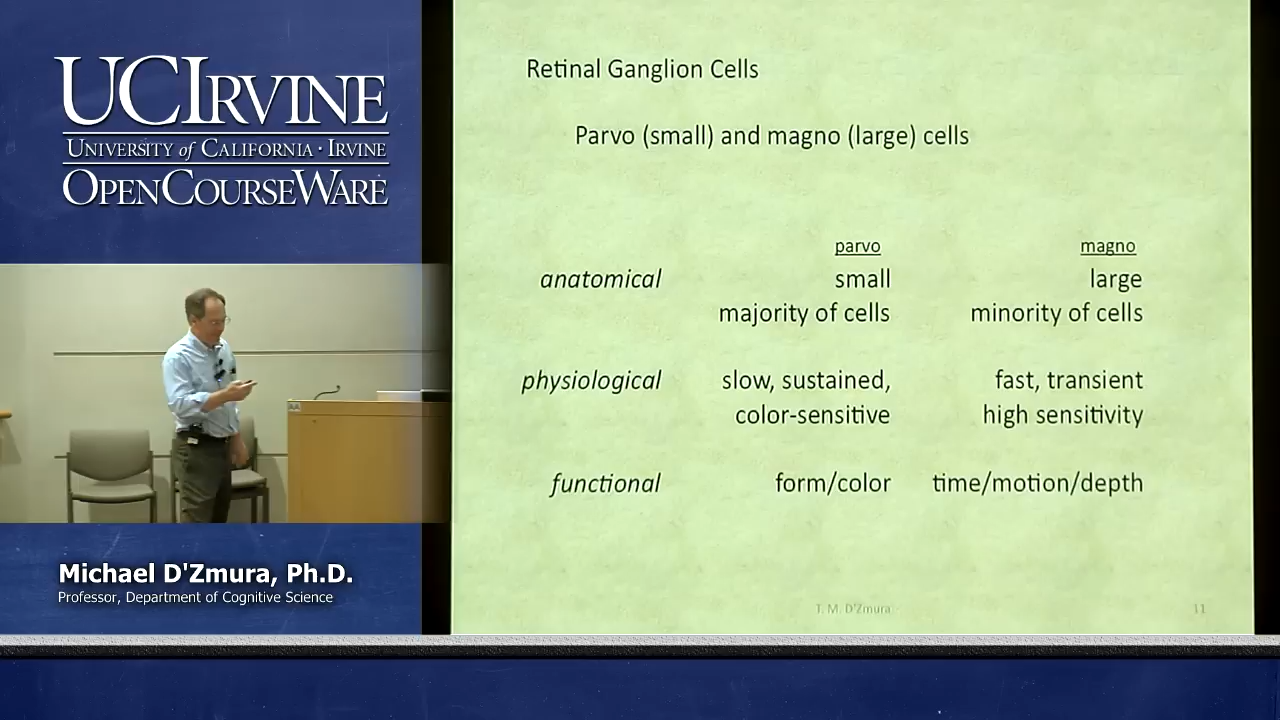 UCIRVINE
UNIVERSITY of CALIFORNIA · IRVINE
OPENCOURSEWARE
Michael D'Zmura, Ph.D.
Professor, Department of Cognitive Science
Retinal Ganglion Cells
Parvo (small) and magno (large) cells
parvo magno
anatomical small large
majority of cells minority of cells
physiological slow, sustained, fast, transient
color-sensitive high sensitivity
functional form/color time/motion/depth
T. M. D'Zmura 11